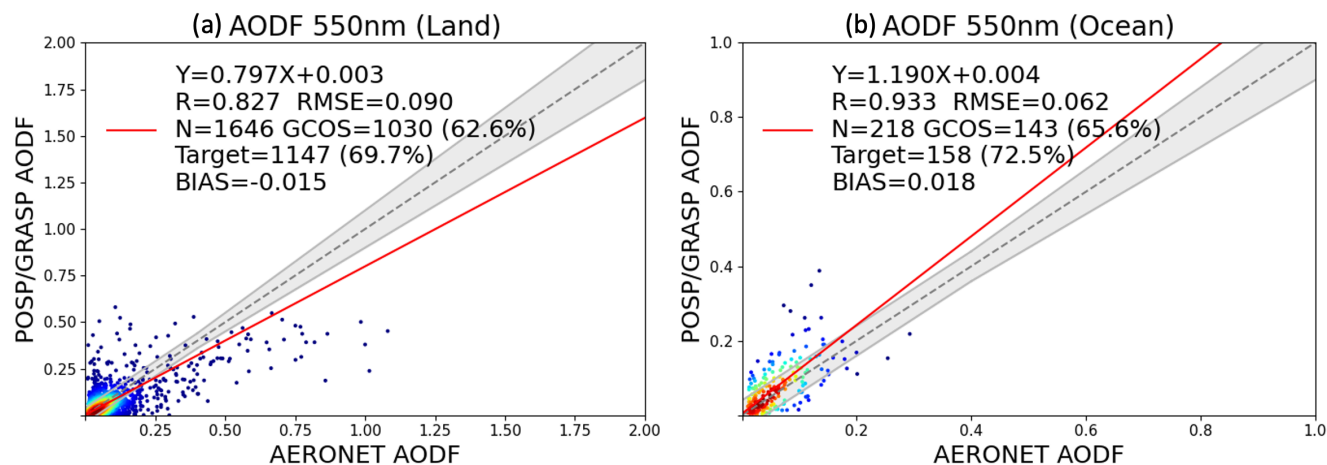 (a) AODF 550nm (Land)
2.00
1.75
1.50
1.25
1.00
0.75
0.50
0.25
POSP/GRASP AODF
Y=0.797X+0.003
R=0.827 RMSE=0.090
N=1646 GCOS=1030 (62.6%)
Target=1147 (69.7%)
BIAS=-0.015
0.25 0.50 0.75 1.00 1.25 1.50 1.75 2.00
AERONET AODF
(b) AODF 550nm (Ocean)
1.0
0.8
0.6
0.4
0.2
POSP/GRASP AODF
Y=1.190X+0.004
R=0.933 RMSE=0.062
N=218 GCOS=143 (65.6%)
Target=158 (72.5%)
BIAS=0.018
0.2 0.4 0.6 0.8 1.0
AERONET AODF